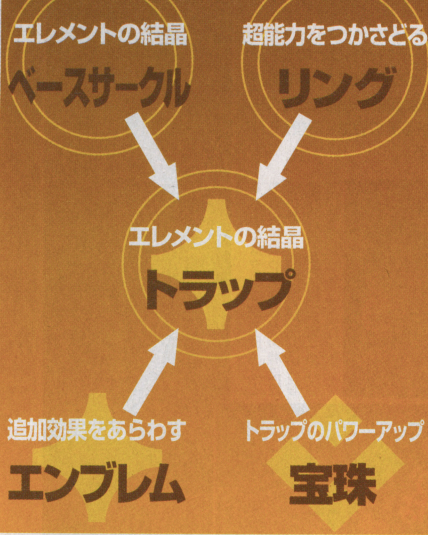 エレメントの結晶
ベースサークル
超能力をつかさどる
リング
エレメントの結晶
トラップ
追加効果をあらわす
エンブレム
トラップのパワーアップ
宝珠